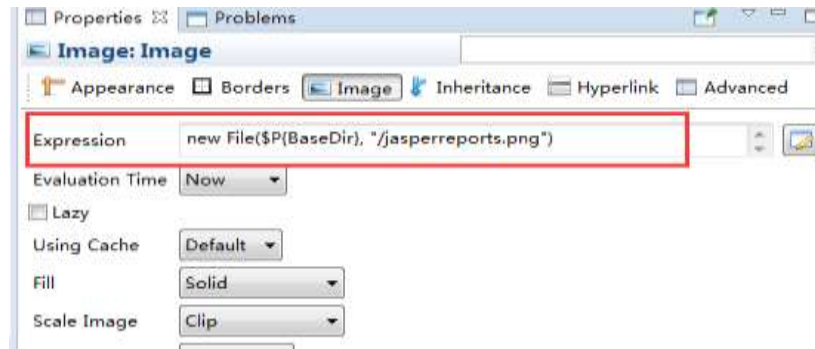 Properties Problems
Image: Image
Appearance Borders Image Inheritance Hyperlink Advanced
Expression new File($P{BaseDir}, "/jasperreports.png")
Evaluation Time Now
Lazy
Using Cache Default
Fill Solid
Scale Image Clip